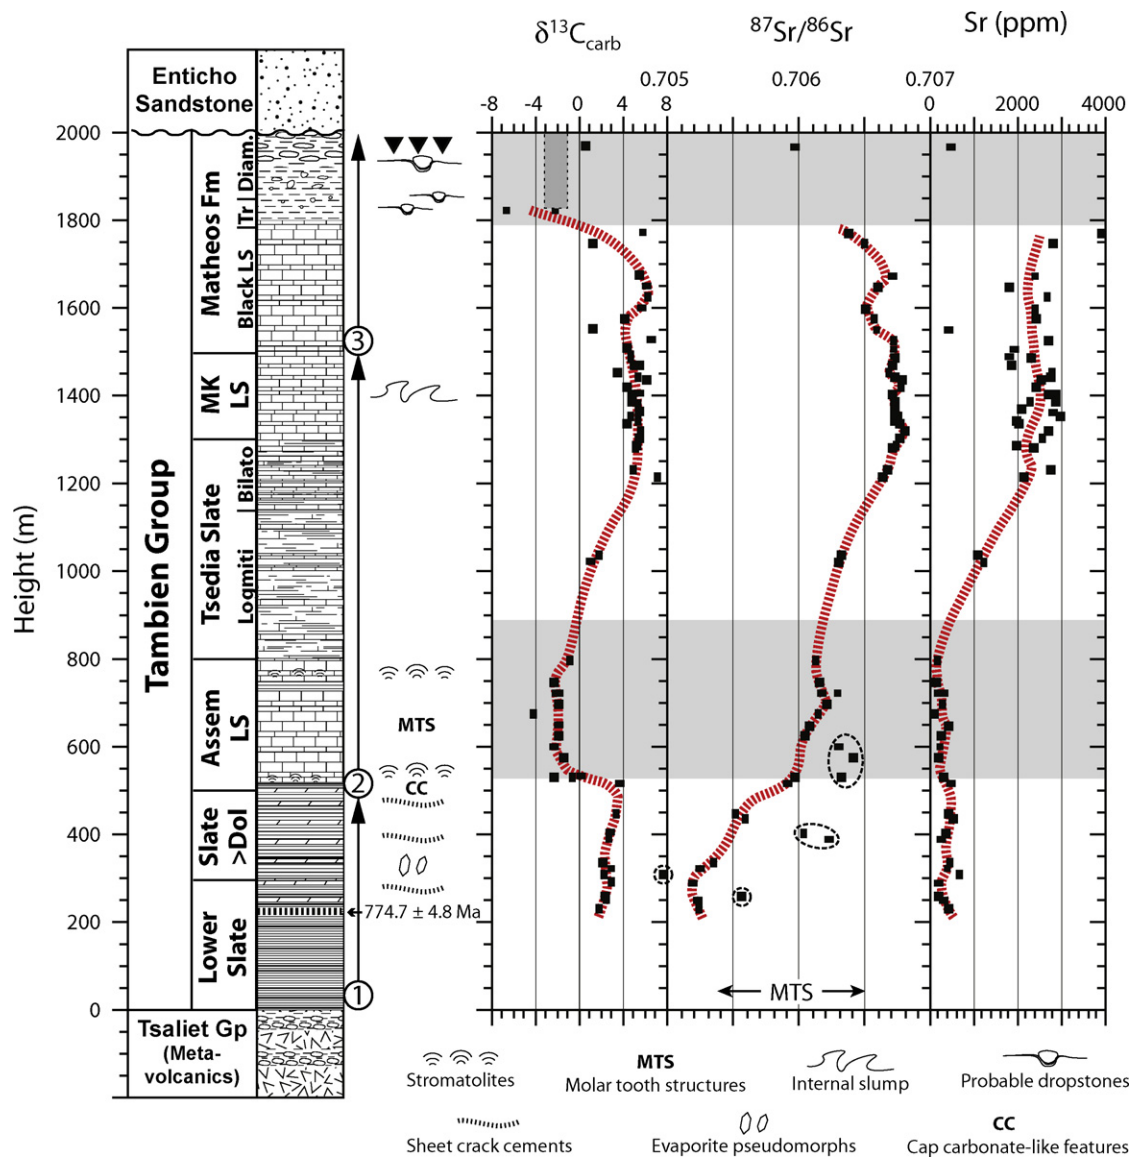 δ13Ccarb
87Sr/86Sr
Sr (ppm)
0.705
0.706
0.707
-8
-4
0
4
8
0
2000
4000
Enticho
Sandstone
Height (m)
2000
1800
1600
1400
1200
1000
800
600
400
200
0
Tambien Group
Matheos Fm
Black LS
|Tr | Diam.
MK
LS
Tsedia Slate
Logmiti
|Bilato
Assem
LS
Slate
>Dol
Lower
Slate
3
2
1
MTS
CC
774.7 ± 4.8 Ma
MTS
Tsaliet Gp
(Meta-
volcanics)
Stromatolites
MTS
Molar tooth structures
Internal slump
Probable dropstones
Sheet crack cements
Evaporite pseudomorphs
CC
Cap carbonate-like features